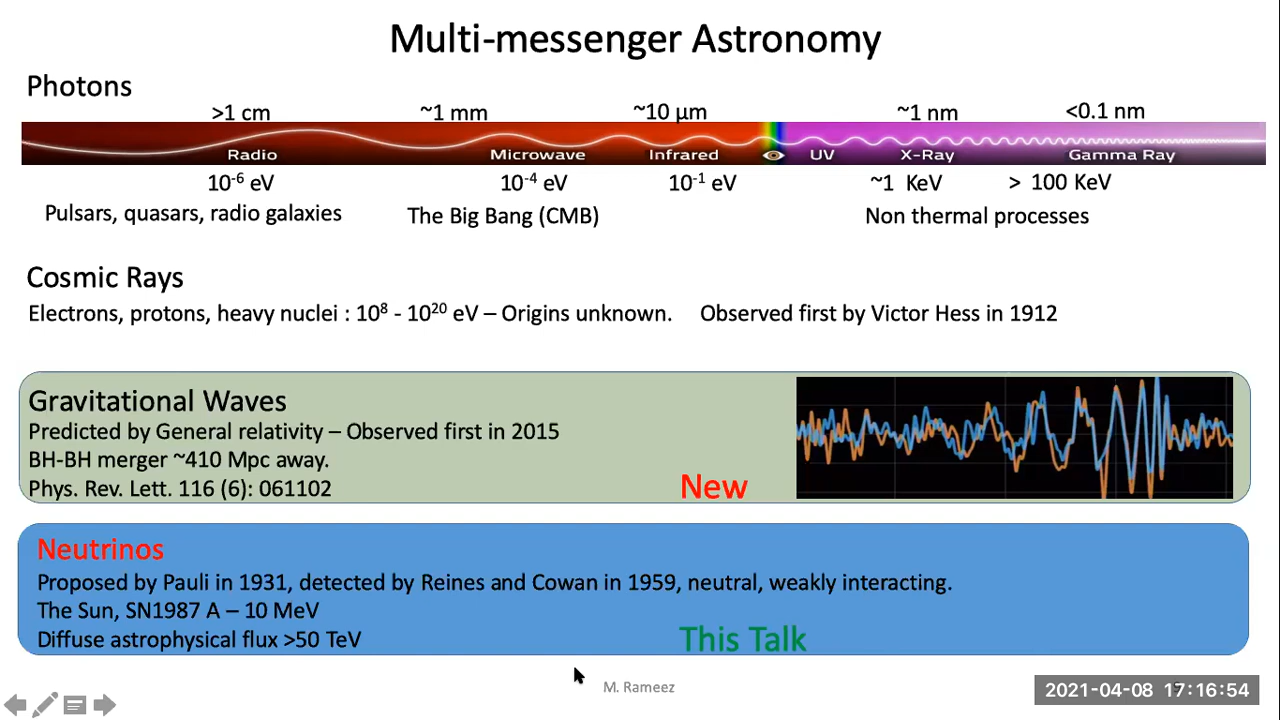 Multi-messenger Astronomy
Photons
>1 cm ~1 mm ~10 μm ~1 nm <0.1 nm
Radio Microwave Infrared UV X-Ray Gamma Ray
10⁻⁶ eV 10⁻⁴ eV 10⁻¹ eV ~1 KeV > 100 KeV
Pulsars, quasars, radio galaxies The Big Bang (CMB) Non thermal processes
Cosmic Rays
Electrons, protons, heavy nuclei : 10⁸ - 10²⁰ eV – Origins unknown. Observed first by Victor Hess in 1912
Gravitational Waves
Predicted by General relativity – Observed first in 2015
BH-BH merger ~410 Mpc away.
Phys. Rev. Lett. 116 (6): 061102
New
Neutrinos
Proposed by Pauli in 1931, detected by Reines and Cowan in 1959, neutral, weakly interacting.
The Sun, SN1987 A – 10 MeV
Diffuse astrophysical flux >50 TeV
This Talk
M. Rameez
2021-04-08 17:16:54